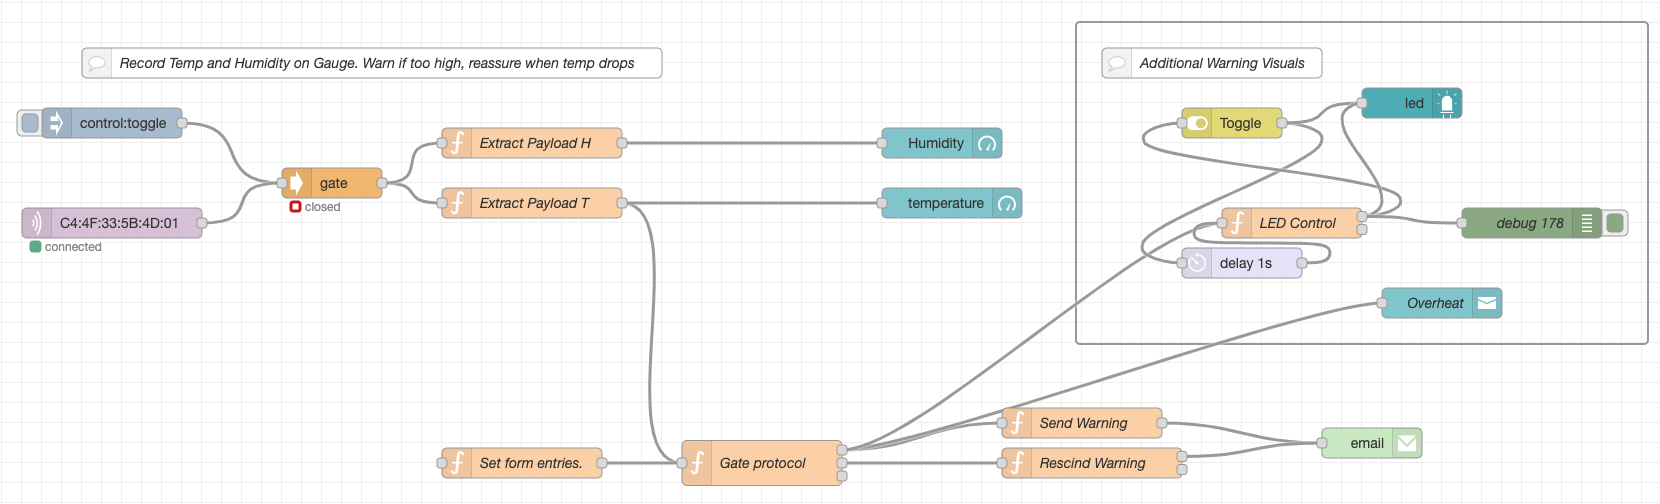 Record Temp and Humidity on Gauge. Warn if too high, reassure when temp drops
Additional Warning Visuals
led
control:toggle
Toggle
Extract Payload H
Humidity
gate
closed
Extract Payload T
temperature
C4:4F:33:5B:4D:01
connected
LED Control
debug 178
delay 1s
Overheat
Send Warning
email
Set form entries.
Gate protocol
Rescind Warning